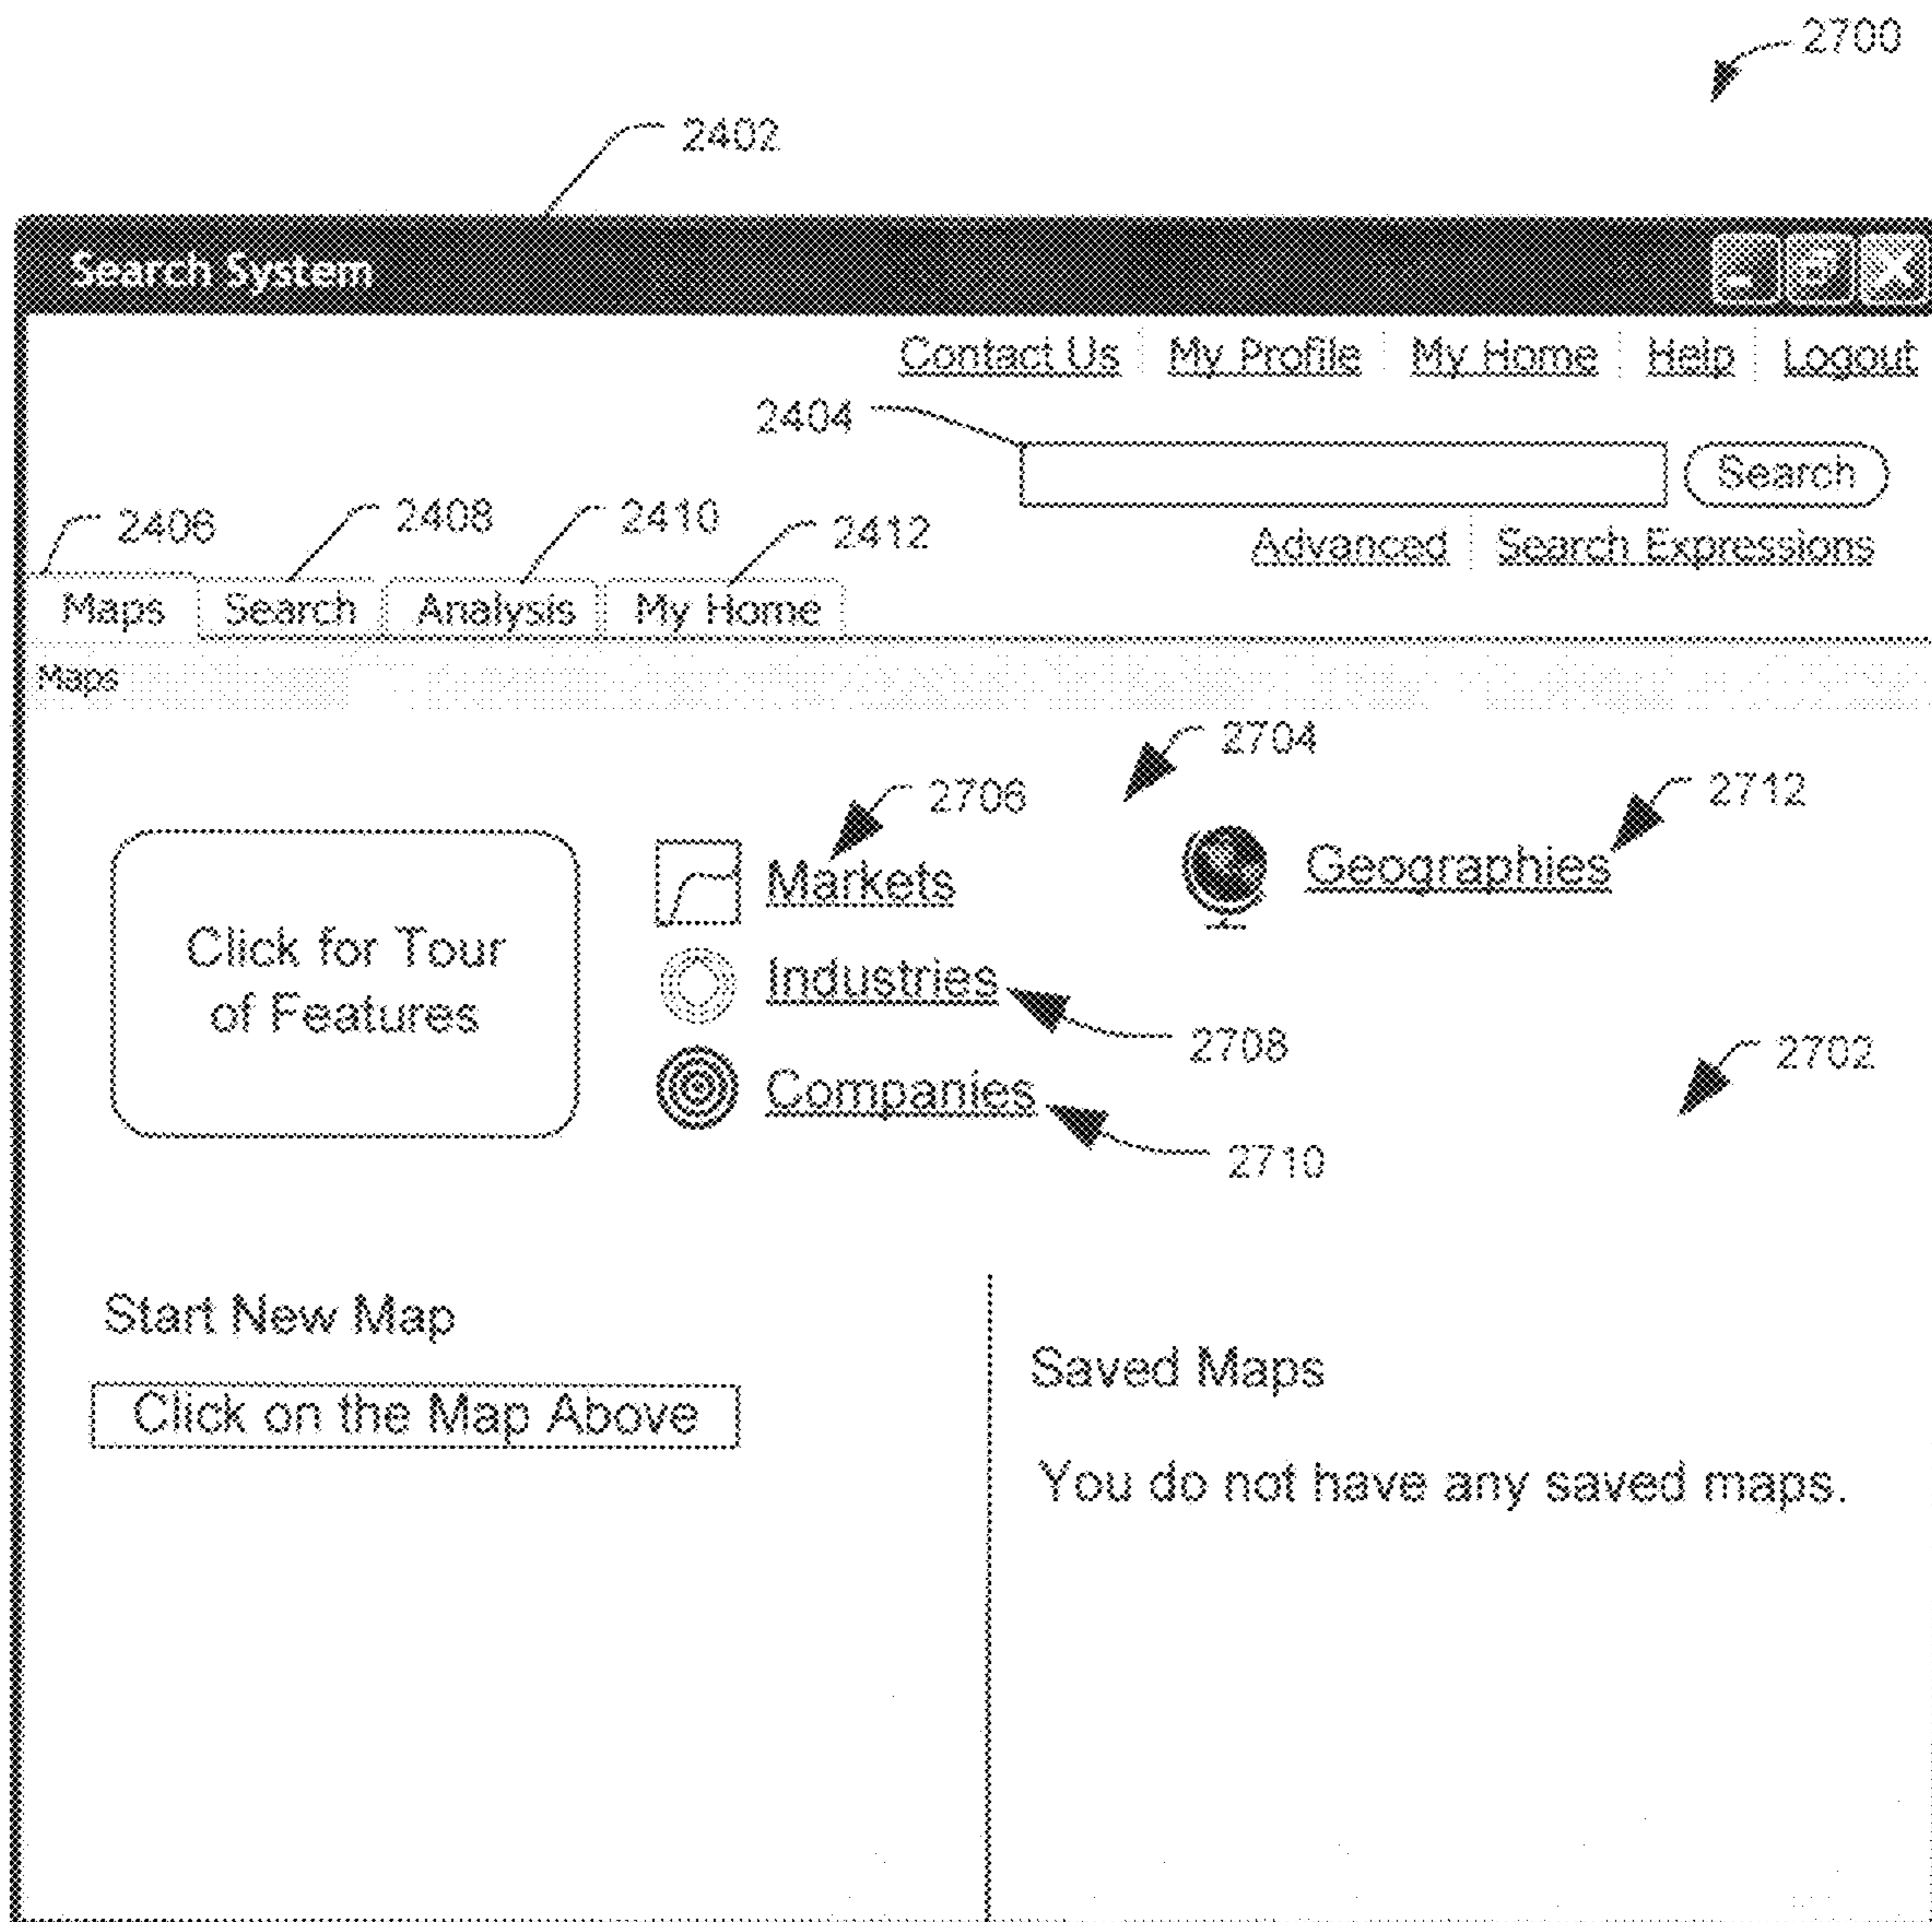 2700
2402
Search System
Contact Us My Profile My Home Help Logout
2404
Search
2406 2408 2410 2412
Advanced Search Expressions
Maps Search Analysis My Home
Maps
2704
2706 2712
Markets Geographies
Click for Tour
of Features
Industries
2708 2702
Companies
2710
Start New Map
Click on the Map Above
Saved Maps
You do not have any saved maps.